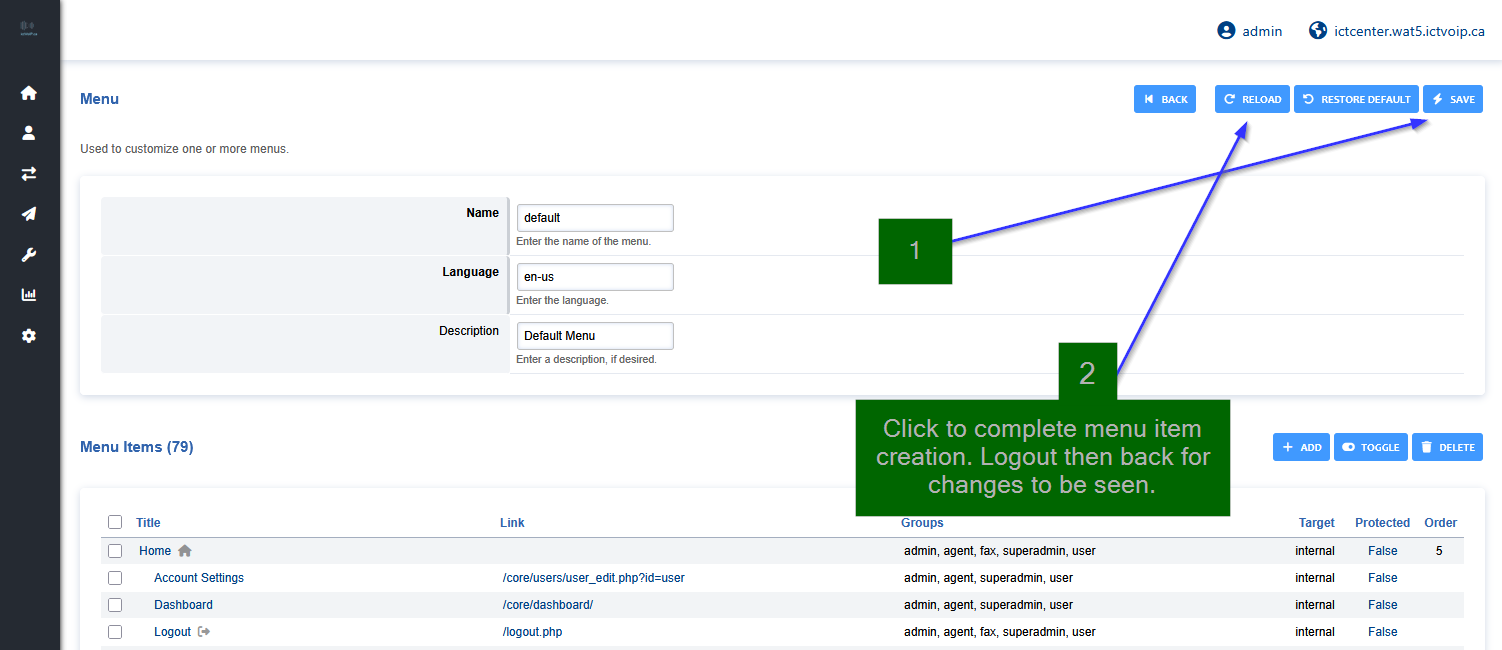 admin ictcenter.wat5.ictvoip.ca
Menu BACK RELOAD RESTORE DEFAULT SAVE
Used to customize one or more menus.
Name default
Enter the name of the menu.
1
Language en-us
Enter the language.
Description Default Menu
Enter a description, if desired.
2
Click to complete menu item
creation. Logout then back for
changes to be seen.
Menu Items (79) ADD TOGGLE DELETE
Title Link Groups Target Protected Order
Home admin, agent, fax, superadmin, user internal False 5
Account Settings /core/users/user_edit.php?id=user admin, agent, superadmin, user internal False
Dashboard /core/dashboard/ admin, agent, superadmin, user internal False
Logout /logout.php admin, agent, fax, superadmin, user internal False